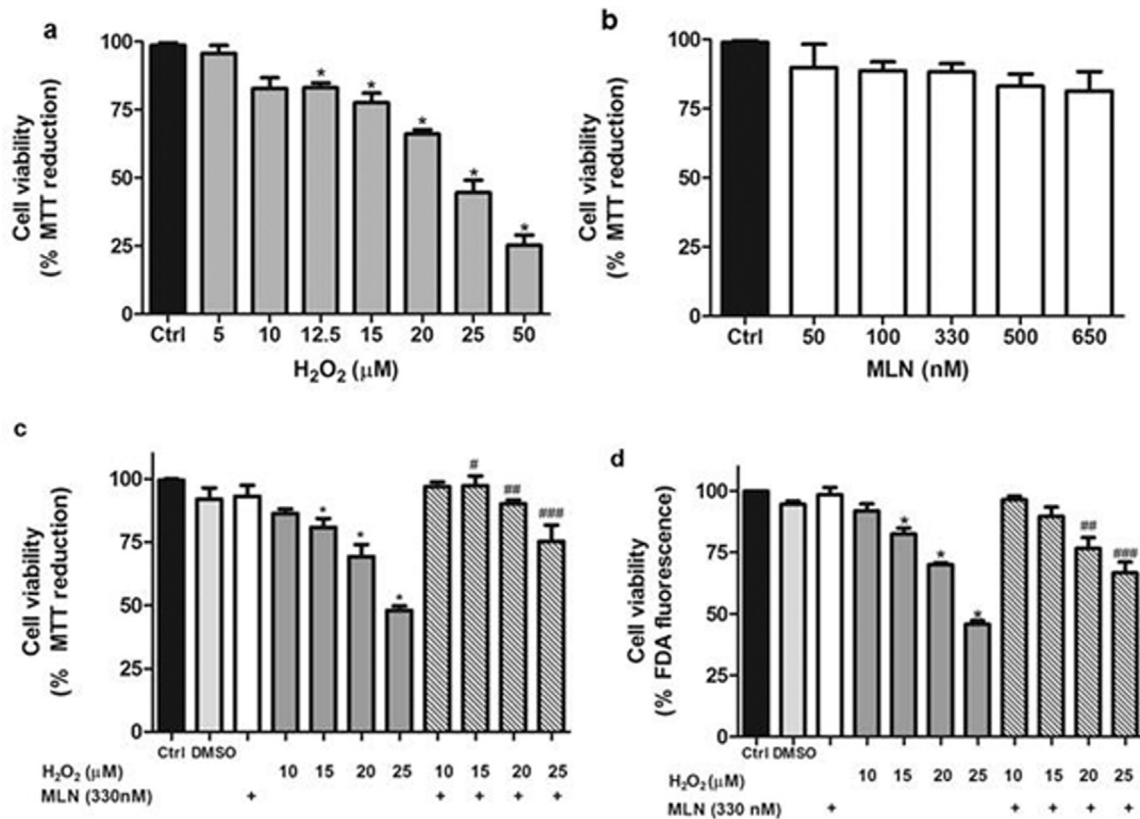 a
Cell viability
(% MTT reduction)
100
75
50
25
0
* * * * *
Ctrl 5 10 12.5 15 20 25 50
H₂O₂ (μM)
b
Cell viability
(% MTT reduction)
100
75
50
25
0
Ctrl 50 100 330 500 650
MLN (nM)
c
Cell viability
(% MTT reduction)
100
75
50
25
0
* * * # ## ###
Ctrl DMSO
H₂O₂ (μM) 10 15 20 25 10 15 20 25
MLN (330nM) + + + + +
d
Cell viability
(% FDA fluorescence)
100
75
50
25
0
* * * ## ###
Ctrl DMSO
H₂O₂ (μM) 10 15 20 25 10 15 20 25
MLN (330 nM) + + + + +